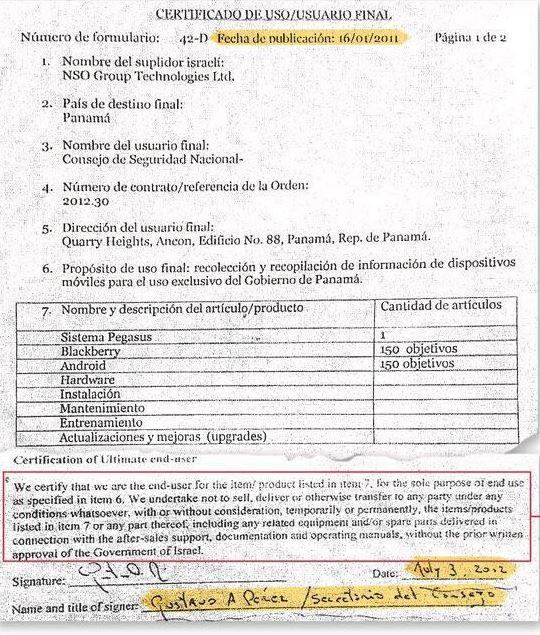 CERTIFICADO DE USO/USUARIO FINAL
Número de formulario: 42-D Fecha de publicación: 16/01/2011 Página 1 de 2
1. Nombre del suplidor israelí:
NSO Group Technologies Ltd.
2. País de destino final:
Panamá
3. Nombre del usuario final:
Consejo de Seguridad Nacional-
4. Número de contrato/referencia de la Orden:
2012.30
5. Dirección del usuario final:
Quarry Heights, Ancon, Edificio No. 88, Panamá, Rep. de Panamá.
6. Propósito de uso final: recolección y recopilación de información de dispositivos
móviles para el uso exclusivo del Gobierno de Panamá.
7. Nombre y descripción del artículo/producto Cantidad de artículos
Sistema Pegasus 1
Blackberry 150 objetivos
Android 150 objetivos
Hardware
Instalación
Mantenimiento
Entrenamiento
Actualizaciones y mejoras (upgrades)
Certification of Ultimate end-user
We certify that we are the end-user for the item/ product listed in item 7, for the sole purpose of end use
as specified in item 6. We undertake not to sell, deliver or otherwise transfer to any party under any
conditions whatsoever, with or without consideration, temporarily or permanently, the items/products
listed in item 7 or any part thereof, including any related equipment and/or spare parts delivered in
connection with the after-sales support, documentation and operating manuals, without the prior written
approval of the Government of Israel.
Signature: Date: July 3, 2012
Name and title of signer: Gustavo A Perez / Secretario del Consejo